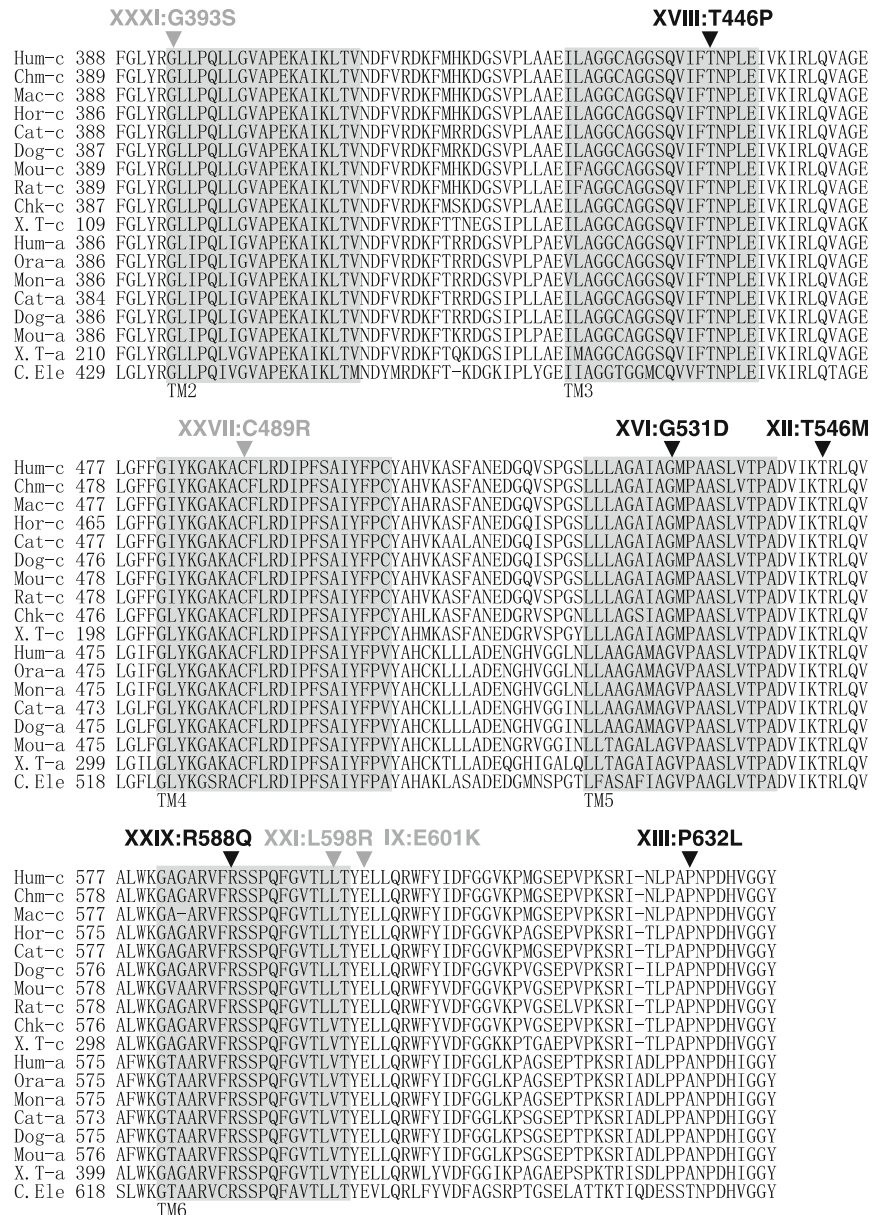 XXXI:G393S XVIII:T446P
Hum-c 388 FGLYRGLLPQLLGVAPEKAIKLTVNDFVRDKFMHKDGSVPLAAEILAGGCAGGSQVIFTNPLEIVKIRLQVAGE
Chm-c 389 FGLYRGLLPQLLGVAPEKAIKLTVNDFVRDKFMHKDGSVPLAAEILAGGCAGGSQVIFTNPLEIVKIRLQVAGE
Mac-c 388 FGLYRGLLPQLLGVAPEKAIKLTVNDFVRDKFMHKDGSVPLAAEILAGGCAGGSQVIFTNPLEIVKIRLQVAGE
Hor-c 386 FGLYRGLLPQLLGVAPEKAIKLTVNDFVRDKFMHKDGSVPLAAEILAGGCAGGSQVIFTNPLEIVKIRLQVAGE
Cat-c 388 FGLYRGLLPQLLGVAPEKAIKLTVNDFVRDKFMRRDGSVPLAAEILAGGCAGGSQVIFTNPLEIVKIRLQVAGE
Dog-c 387 FGLYRGLLPQLLGVAPEKAIKLTVNDFVRDKFMRKDGSVPLAAEILAGGCAGGSQVIFTNPLEIVKIRLQVAGE
Mou-c 389 FGLYRGLLPQLLGVAPEKAIKLTVNDFVRDKFMHKDGSVPLLAEIFAGGCAGGSQVIFTNPLEIVKIRLQVAGE
Rat-c 389 FGLYRGLLPQLLGVAPEKAIKLTVNDFVRDKFMHKDGSVPLLAEIFAGGCAGGSQVIFTNPLEIVKIRLQVAGE
Chk-c 387 FGLYRGLLPQLLGVAPEKAIKLTVNDFVRDKFMSKDGSVPLAAEILAGGCAGGSQVIFTNPLEIVKIRLQVAGE
X.T-c 109 FGLYRGLLPQLLGVAPEKAIKLTVNDFVRDKFTTNEGSIPLLAEILAGGCAGGSQVIFTNPLEIVKIRLQVAGK
Hum-a 386 FGLYRGLIPQLIGVAPEKAIKLTVNDFVRDKFTRRDGSVPLPAEVLAGGCAGGSQVIFTNPLEIVKIRLQVAGE
Ora-a 386 FGLYRGLIPQLIGVAPEKAIKLTVNDFVRDKFTRRDGSVPLPAEVLAGGCAGGSQVIFTNPLEIVKIRLQVAGE
Mon-a 386 FGLYRGLIPQLIGVAPEKAIKLTVNDFVRDKFTRRDGSVPLPAEVLAGGCAGGSQVIFTNPLEIVKIRLQVAGE
Cat-a 384 FGLYRGLIPQLIGVAPEKAIKLTVNDFVRDKFTRRDGSIPLLAEILAGGCAGGSQVIFTNPLEIVKIRLQVAGE
Dog-a 386 FGLYRGLIPQLIGVAPEKAIKLTVNDFVRDKFTRRDGSIPLPAEILAGGCAGGSQVIFTNPLEIVKIRLQVAGE
Mou-a 386 FGLYRGLIPQLIGVAPEKAIKLTVNDFVRDKFTKRDGSIPLPAEILAGGCAGGSQVIFTNPLEIVKIRLQVAGE
X.T-a 210 FGLYRGLLPQLVGVAPEKAIKLTVNDFVRDKFTQKDGSIPLLAEIMAGGCAGGSQVIFTNPLEIVKIRLQVAGE
C.Ele 429 LGLYRGLLPQIVGVAPEKAIKLTMNDYMRDKFT-KDGKIPLYGEIIAGGTGGMCQVVFTNPLEIVKIRLQTAGE
TM2 TM3
XXVII:C489R XVI:G531D XII:T546M
Hum-c 477 LGFFGIYKGAKACFLRDIPFSAIYFPCYAHVKASFANEDGQVSPGSLLLAGAIAGMPAASLVTPADVIKTRLQV
Chm-c 478 LGFFGIYKGAKACFLRDIPFSAIYFPCYAHVKASFANEDGQVSPGSLLLAGAIAGMPAASLVTPADVIKTRLQV
Mac-c 477 LGFFGIYKGAKACFLRDIPFSAIYFPCYAHARASFANEDGQVSPGSLLLAGAIAGMPAASLVTPADVIKTRLQV
Hor-c 465 LGFFGIYKGAKACFLRDIPFSAIYFPCYAHVKASFANEDGQISPGSLLLAGAIAGMPAASLVTPADVIKTRLQV
Cat-c 477 LGFFGIYKGAKACFLRDIPFSAIYFPCYAHVKAALANEDGQISPGSLLLAGAIAGMPAASLVTPADVIKTRLQV
Dog-c 476 LGFFGIYKGAKACFLRDIPFSAIYFPCYAHVKASFANEDGQISPGSLLLAGAIAGMPAASLVTPADVIKTRLQV
Mou-c 478 LGFFGIYKGAKACFLRDIPFSAIYFPCYAHVKASFANEDGQVSPGSLLLAGAIAGMPAASLVTPADVIKTRLQV
Rat-c 478 LGFFGIYKGAKACFLRDIPFSAIYFPCYAHVKASFANEDGQVSPGSLLLAGAIAGMPAASLVTPADVIKTRLQV
Chk-c 476 LGFFGLYKGAKACFLRDIPFSAIYFPCYAHLKASFANEDGRVSPGNLLLAGSIAGMPAASLVTPADVIKTRLQV
X.T-c 198 LGFFGLYKGAKACFLRDIPFSAIYFPCYAHMKASFANEDGRVSPGYLLLAGAIAGMPAASLVTPADVIKTRLQV
Hum-a 475 LGIFGLYKGAKACFLRDIPFSAIYFPVYAHCKLLLADENGHVGGLNLLAAGAMAGVPAASLVTPADVIKTRLQV
Ora-a 475 LGIFGLYKGAKACFLRDIPFSAIYFPVYAHCKLLLADENGHVGGLNLLAAGAMAGVPAASLVTPADVIKTRLQV
Mon-a 475 LGIFGLYKGAKACFLRDIPFSAIYFPVYAHCKLLLADENGHVGGLNLLAAGAMAGVPAASLVTPADVIKTRLQV
Cat-a 473 LGLFGLYKGAKACFLRDIPFSAIYFPVYAHCKLLLADENGHVGGINLLAAGAMAGVPAASLVTPADVIKTRLQV
Dog-a 475 LGLFGLYKGAKACFLRDIPFSAIYFPVYAHCKLLLADENGHVGGINLLAAGAMAGVPAASLVTPADVIKTRLQV
Mou-a 475 LGLFGLYKGAKACFLRDIPFSAIYFPVYAHCKLLLADENGRVGGINLLTAGALAGVPAASLVTPADVIKTRLQV
X.T-a 299 LGILGLYKGAKACFLRDIPFSAIYFPVYAHCKTLLADEQGHIGALQLLTAGAIAGVPAASLVTPADVIKTRLQV
C.Ele 518 LGFLGLYKGSRACFLRDIPFSAIYFPAYAHAKLASADEDGMNSPGTLFASAFIAGVPAAGLVTPADVIKTRLQV
TM4 TM5
XXIX:R588Q XXI:L598R IX:E601K XIII:P632L
Hum-c 577 ALWKGAGARVFRSSPQFGVTLLTYELLQRWFYIDFGGVKPMGSEPVPKSRI-NLPAPNPDHVGGY
Chm-c 578 ALWKGAGARVFRSSPQFGVTLLTYELLQRWFYIDFGGVKPMGSEPVPKSRI-NLPAPNPDHVGGY
Mac-c 577 ALWKGA-ARVFRSSPQFGVTLLTYELLQRWFYIDFGGVKPMGSEPVPKSRI-NLPAPNPDHVGGY
Hor-c 575 ALWKGAGARVFRSSPQFGVTLLTYELLQRWFYIDFGGVKPMGSEPVPKSRI-TLPAPNPDHVGGY
Cat-c 577 ALWKGAGARVFRSSPQFGVTLLTYELLQRWFYIDFGGVKPMGSEPVPKSRI-TLPAPNPDHVGGY
Dog-c 576 ALWKGAGARVFRSSPQFGVTLLTYELLQRWFYIDFGGVKPVGSEPVPKSRI-ILPAPNPDHVGGY
Mou-c 578 ALWKGVAARVFRSSPQFGVTLLTYELLQRWFYVDFGGVKPVGSEPVPKSRI-TLPAPNPDHVGGY
Rat-c 578 ALWKGAGARVFRSSPQFGVTLLTYELLQRWFYVDFGGVKPVGSELVPKSRI-TLPAPNPDHVGGY
Chk-c 576 ALWKGAGARVFRSSPQFGVTLVTYELLQRWFYVDFGGVKPVGSEPVPKSRI-TLPAPNPDHVGGY
X.T-c 298 ALWKGAGARVFRSSPQFGVTLVTYELLQRWFYVDFGGKKPTGAEPVPKSRI-TLPAPNPDHVGGY
Hum-a 575 AFWKGTAARVFRSSPQFGVTLVTYELLQRWFYIDFGGLKPAGSEPTPKSRIADLPPANPDHIGGY
Ora-a 575 AFWKGTAARVFRSSPQFGVTLVTYELLQRWFYIDFGGLKPAGSEPTPKSRIADLPPANPDHIGGY
Mon-a 575 AFWKGTAARVFRSSPQFGVTLVTYELLQRWFYIDFGGLKPAGSEPTPKSRIADLPPANPDHIGGY
Cat-a 573 AFWKGTAARVFRSSPQFGVTLVTYELLQRWFYIDFGGLKPSGSEPTPKSRIADLPPANPDHIGGY
Dog-a 575 AFWKGTAARVFRSSPQFGVTLVTYELLQRWFYIDFGGLKPSGSEPTPKSRIADLPPANPDHIGGY
Mou-a 576 AFWKGTAARVFRSSPQFGVTLVTYELLQRWFYIDFGGLKPSGSEPTPKSRIADLPPANPDHIGGY
X.T-a 399 ALWKGAGARVFRSSPQFGVTLVTYELLQRWLYVDFGGIKPAGAEPSPKTRISDLPPANPDHIGGY
C.Ele 618 SLWKGTAARVCRSSPQFAVTLLTYEVLQRLFYVDFAGSRPTGSELATTKTIQDESSTNPDHVGGY
TM6